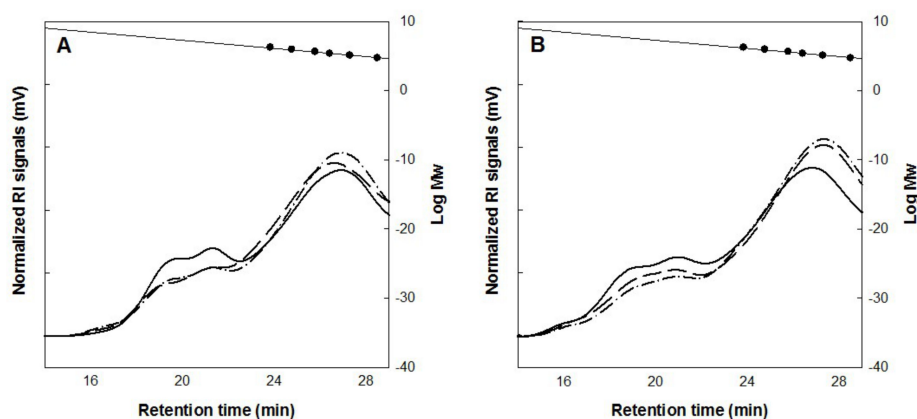 A
B
Normalized RI signals (mV)
10
0
-10
-20
-30
-40
Log Mw
16
20
24
28
Retention time (min)
Normalized RI signals (mV)
10
0
-10
-20
-30
-40
Log Mw
16
20
24
28
Retention time (min)